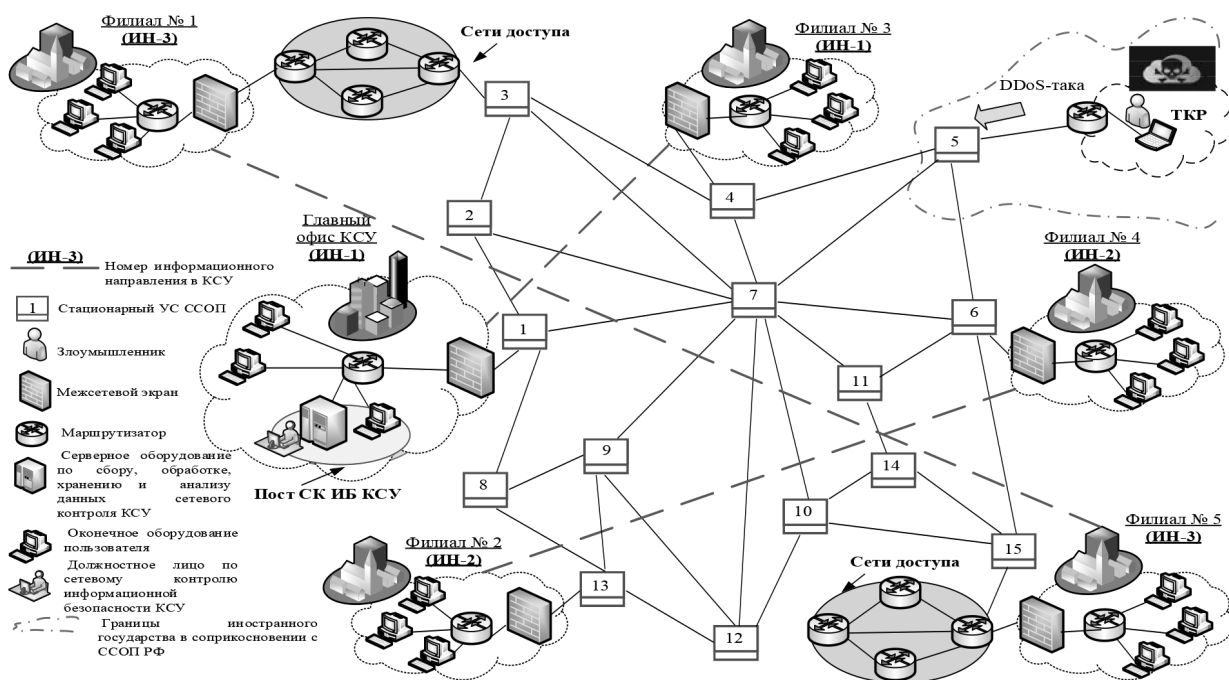 Филиал № 1
(ИН-3)
Сети доступа
3
Филиал № 3
(ИН-1)
DDoS-така
ТКР
5
4
2
Главный
офис КСУ
(ИН-1)
Филиал № 4
(ИН-2)
(ИН-3)
Номер информационного
направления в КСУ
1
Стационарный УС ССОП
Злоумышленник
Межсетевой экран
Маршрутизатор
Серверное оборудование
по сбору, обработке,
хранению и анализу
данных сетевого
контроля КСУ
Оконечное оборудование
пользователя
Должностное лицо по
сетевому контролю
информационной
безопасности КСУ
Границы иностранного
государства в соприкосновении с
ССОП РФ
1
7
6
11
Пост СК ИБ КСУ
8
9
14
10
15
Филиал № 2
(ИН-2)
13
12
Сети доступа
Филиал № 5
(ИН-3)